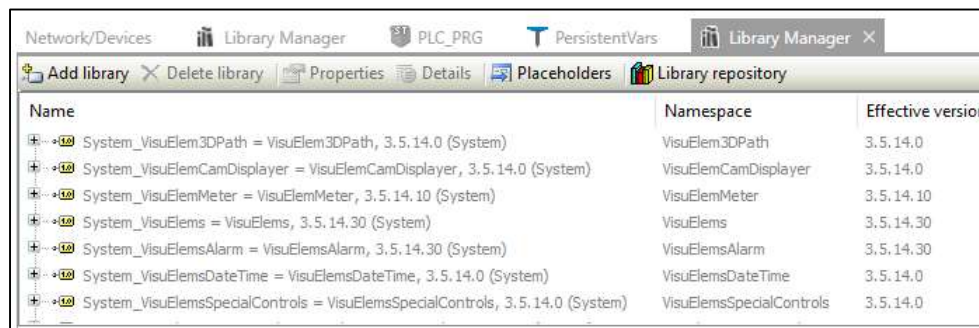 Network/Devices Library Manager PLC_PRG PersistentVars Library Manager
Add library Delete library Properties Details Placeholders Library repository
Name Namespace Effective versio
System_VisuElem3DPath = VisuElem3DPath, 3.5.14.0 (System) VisuElem3DPath 3.5.14.0
System_VisuElemCamDisplayer = VisuElemCamDisplayer, 3.5.14.0 (System) VisuElemCamDisplayer 3.5.14.0
System_VisuElemMeter = VisuElemMeter, 3.5.14.10 (System) VisuElemMeter 3.5.14.10
System_VisuElems = VisuElems, 3.5.14.30 (System) VisuElems 3.5.14.30
System_VisuElemsAlarm = VisuElemsAlarm, 3.5.14.30 (System) VisuElemsAlarm 3.5.14.30
System_VisuElemsDateTime = VisuElemsDateTime, 3.5.14.0 (System) VisuElemsDateTime 3.5.14.0
System_VisuElemsSpecialControls = VisuElemsSpecialControls, 3.5.14.0 (System) VisuElemsSpecialControls 3.5.14.0